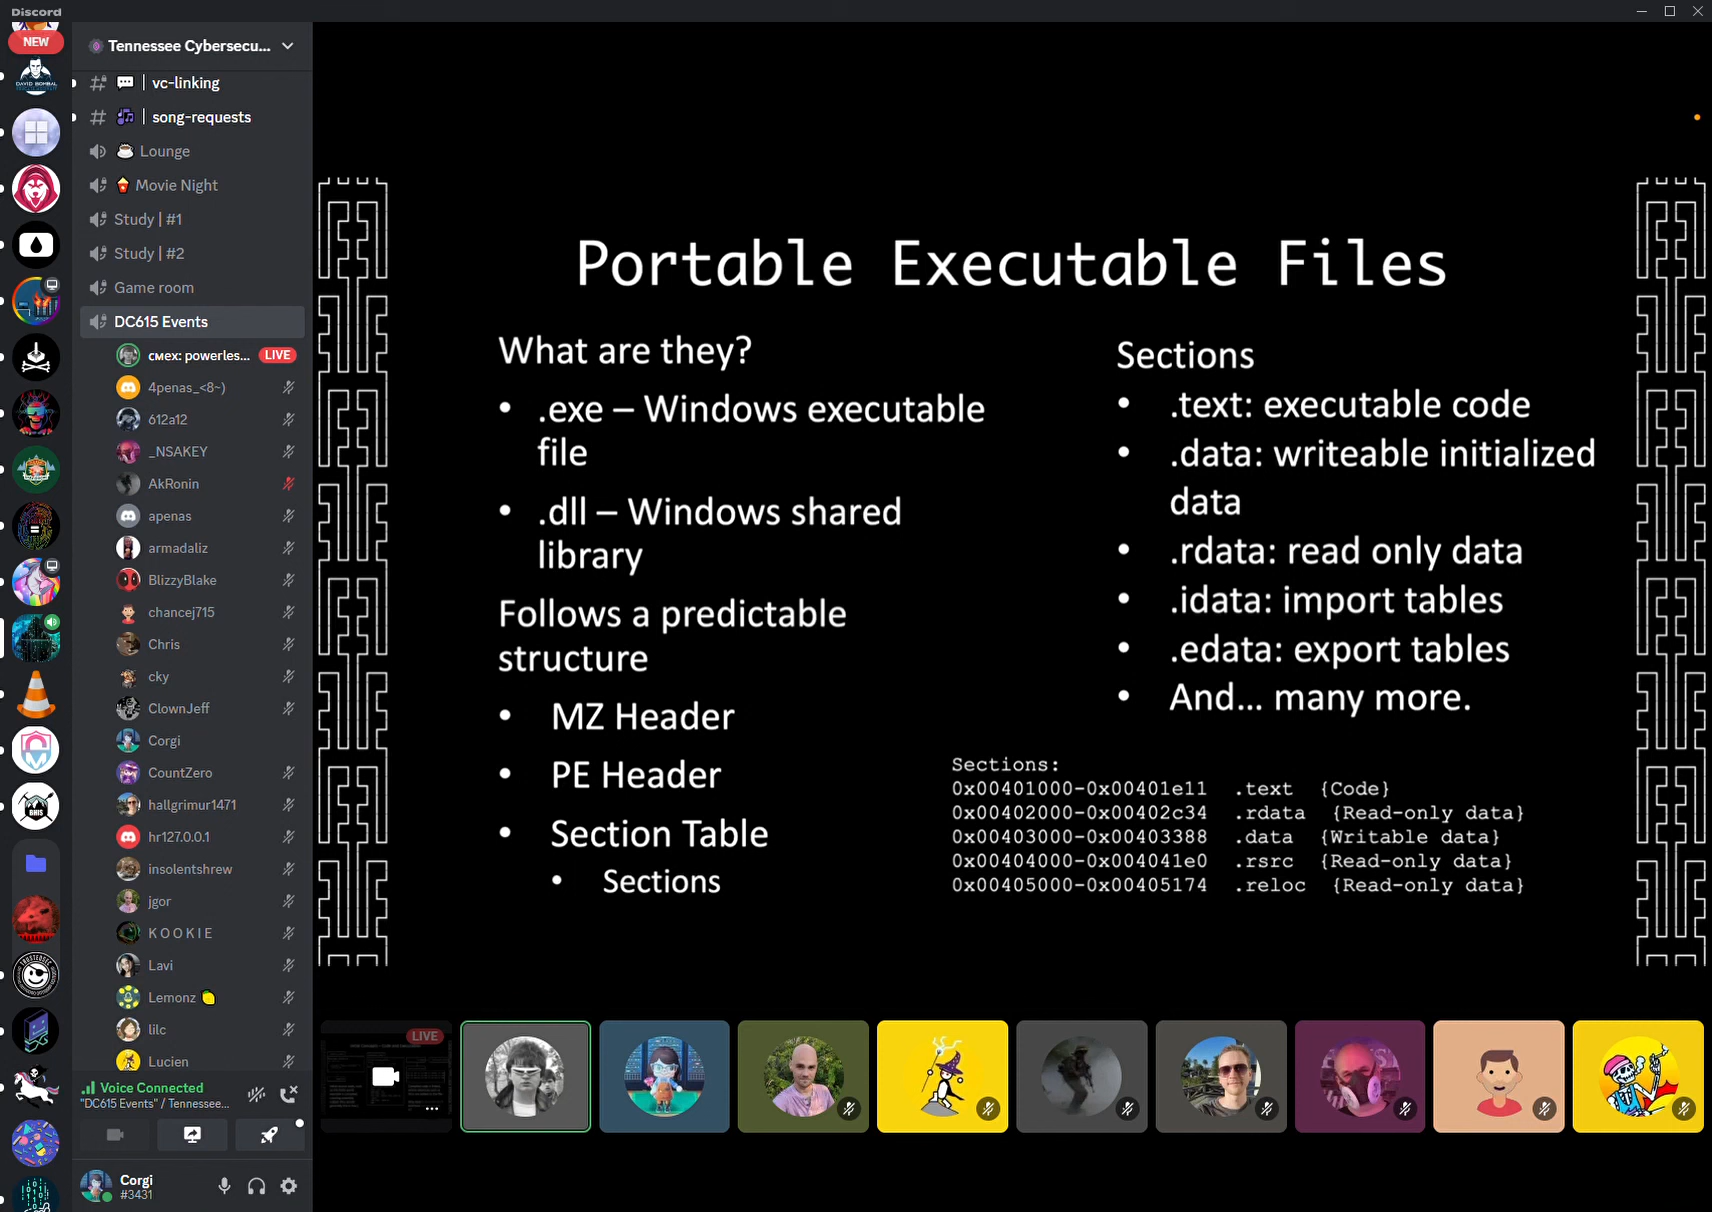 Discord
NEW
DAVID BOMBAL
Tennessee Cybersecu...
| vc-linking
| song-requests
Lounge
Movie Night
Study | #1
Study | #2
Game room
DC615 Events
смех: powerles...
LIVE
4penas_<8~)
612a12
_NSAKEY
AkRonin
apenas
armadaliz
BlizzyBlake
chancej715
Chris
cky
ClownJeff
Corgi
CountZero
hallgrimur1471
hr127.0.0.1
insolentshrew
jgor
K O O K I E
Lavi
Lemonz
lilc
Lucien
BHIS
TRUSTEDSEC
Voice Connected
"DC615 Events" / Tennessee...
Corgi
#3431
Portable Executable Files
What are they?
• .exe – Windows executable
file
• .dll – Windows shared
library
Follows a predictable
structure
• MZ Header
• PE Header
• Section Table
• Sections
Sections
• .text: executable code
• .data: writeable initialized
data
• .rdata: read only data
• .idata: import tables
• .edata: export tables
• And... many more.
Sections:
0x00401000-0x00401e11 .text {Code}
0x00402000-0x00402c34 .rdata {Read-only data}
0x00403000-0x00403388 .data {Writable data}
0x00404000-0x004041e0 .rsrc {Read-only data}
0x00405000-0x00405174 .reloc {Read-only data}
LIVE